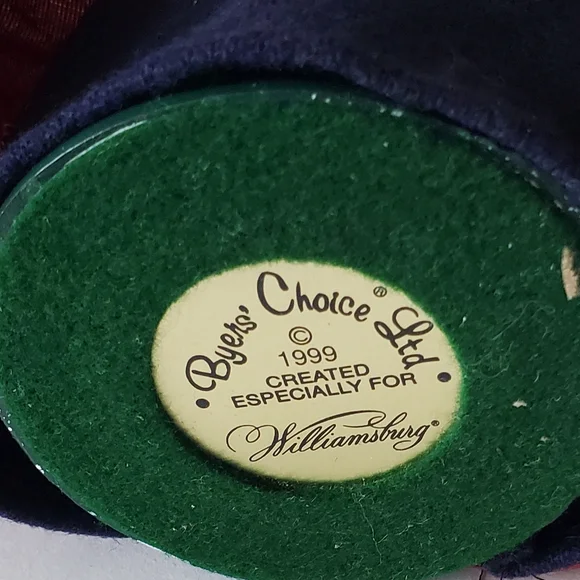 • Byers' Choice® Ltd •
©
1999
CREATED
ESPECIALLY FOR
Williamsburg®